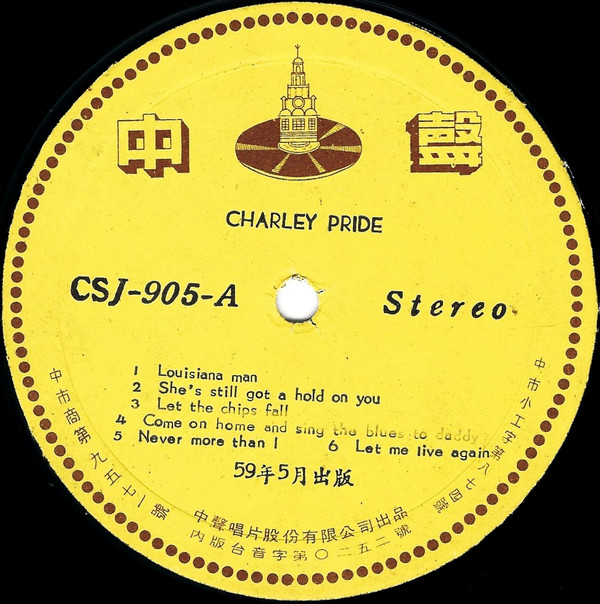 中聲
CHARLEY PRIDE
CSJ-905-A
Stereo
1 Louisiana man
2 She's still got a hold on you
3 Let the chips fall
4 Come on home and sing the blues to daddy
5 Never more than I 6 Let me live again
59年5月出版
中市商第九五七一號
中市小工字第八七四號
中聲唱片股份有限公司出品
內版台音字第〇二五二號